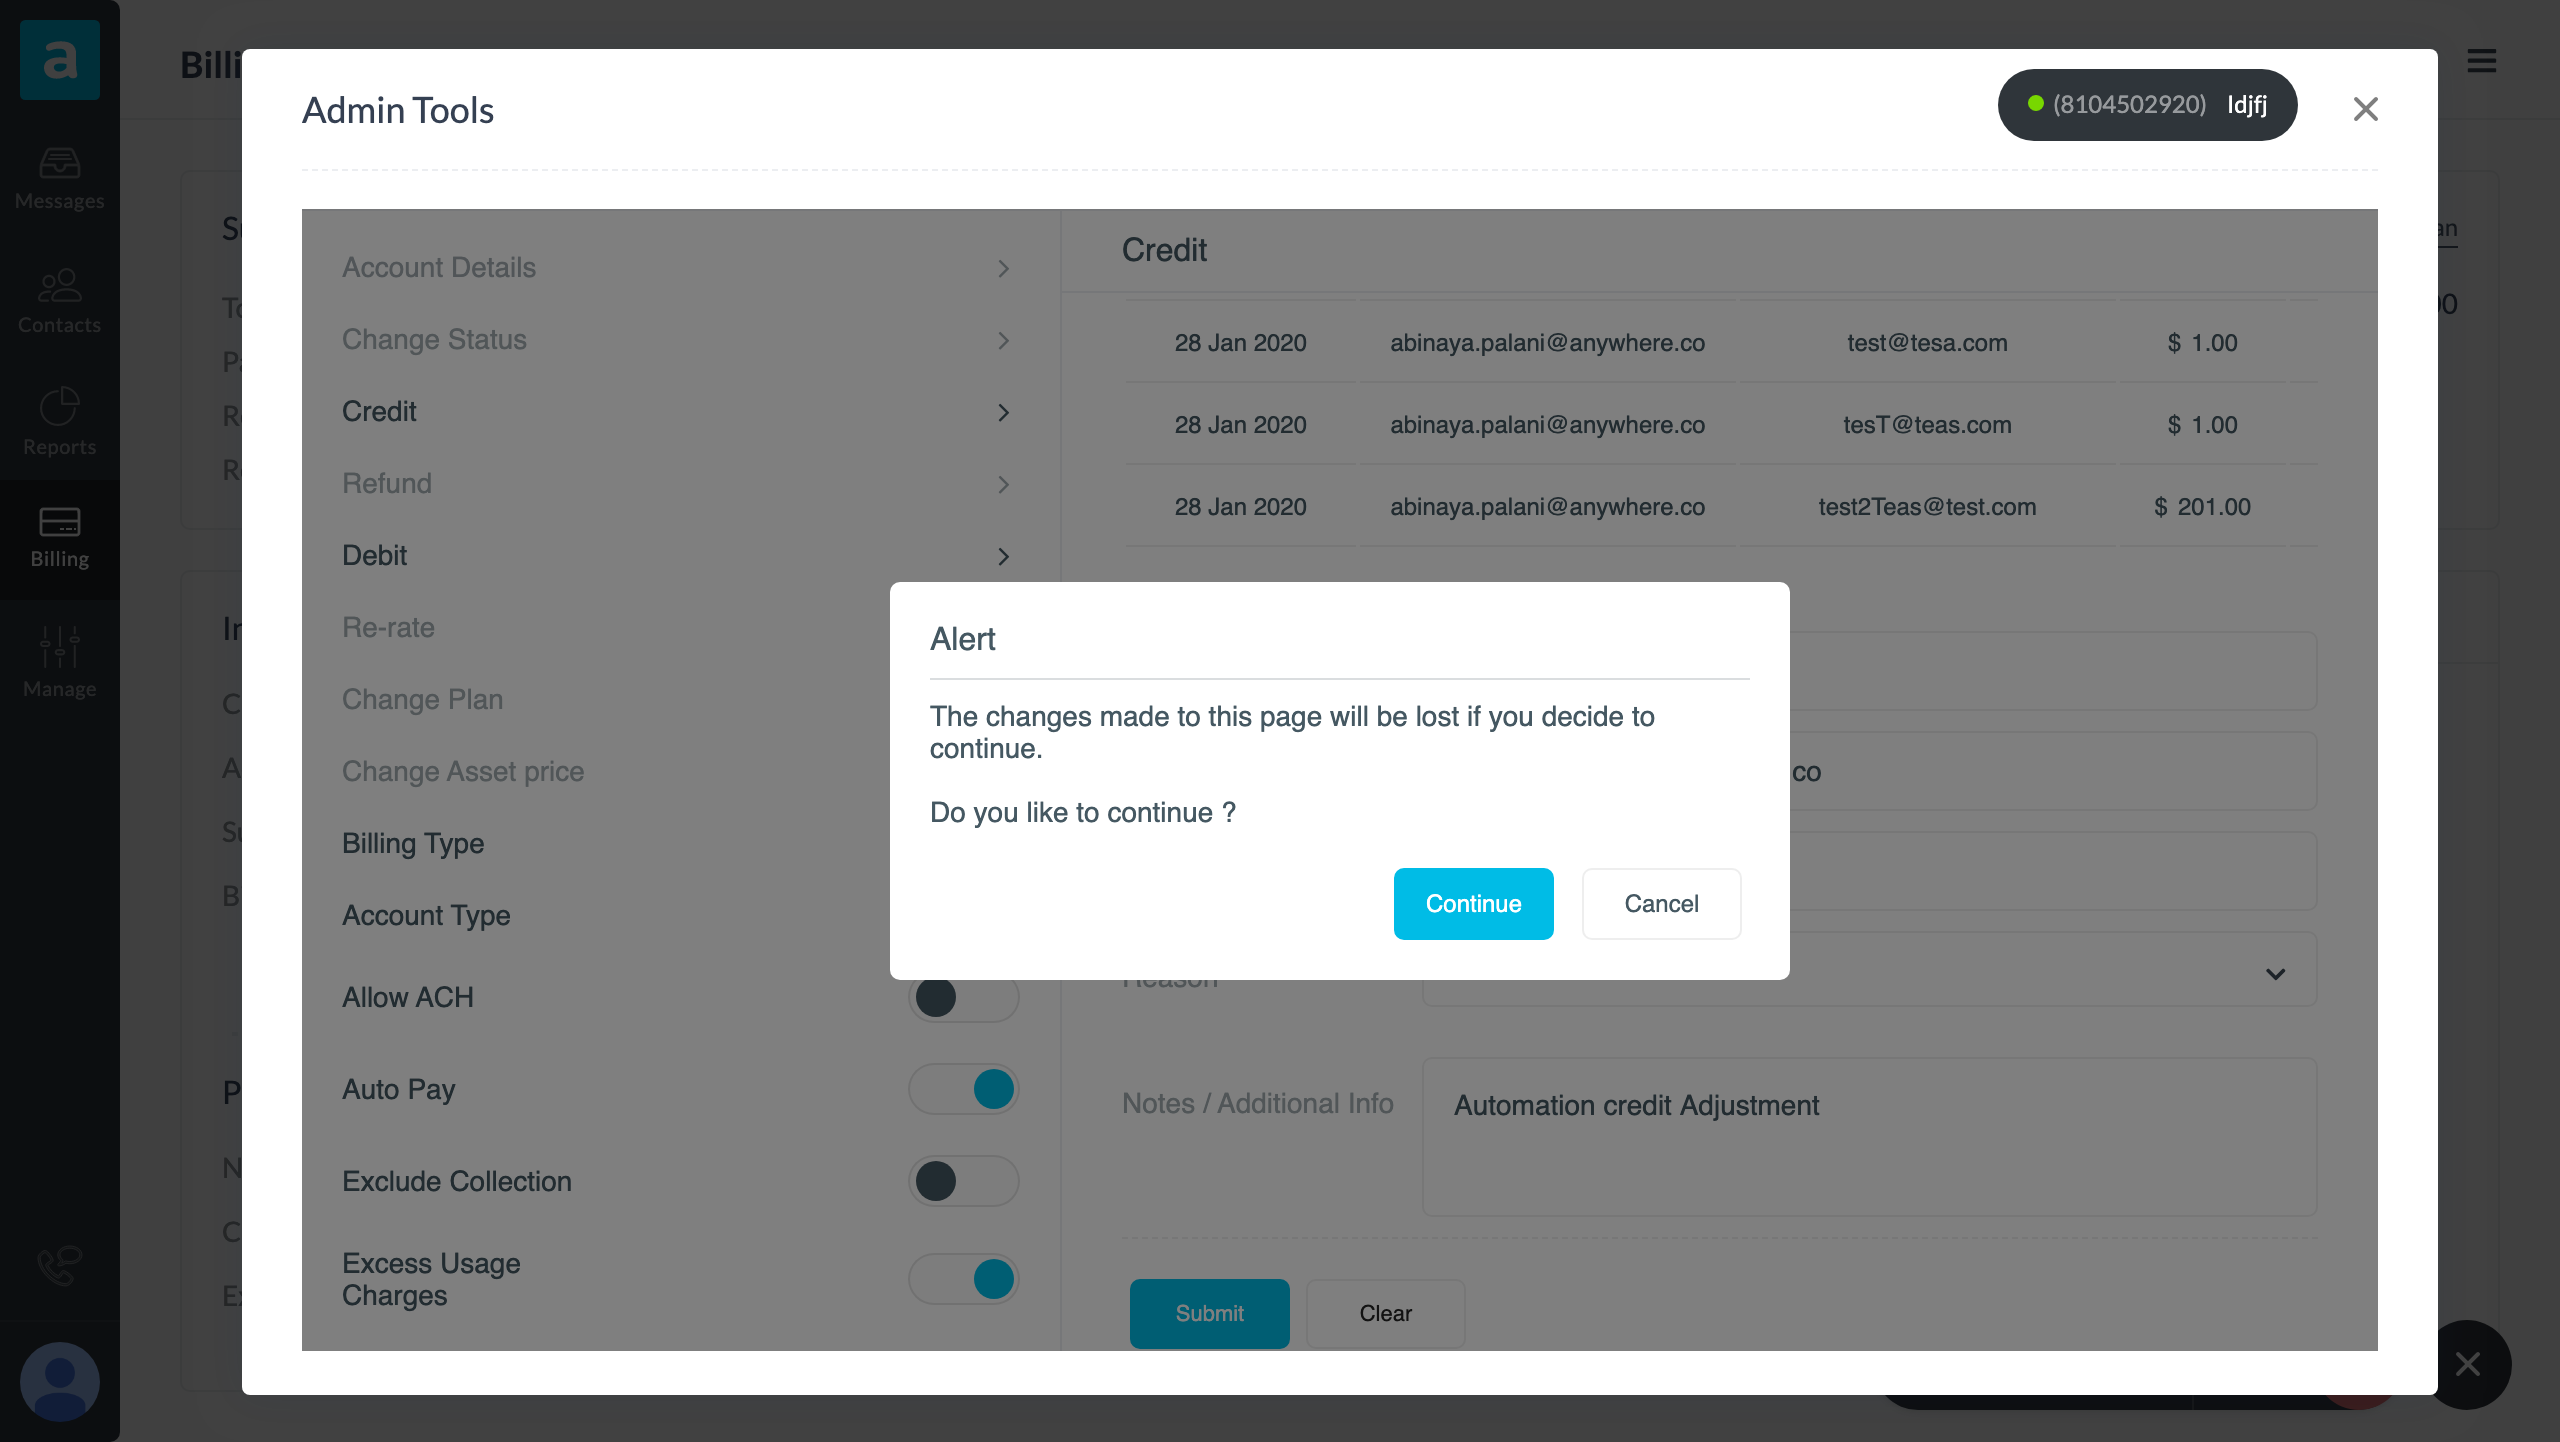 a
Messages
Contacts
Reports
Billing
Manage
Admin Tools
(8104502920) Idjfj
Account Details
Change Status
Credit
Refund
Debit
Re-rate
Change Plan
Change Asset price
Billing Type
Account Type
Allow ACH
Auto Pay
Exclude Collection
Excess Usage
Charges
Credit
28 Jan 2020 abinaya.palani@anywhere.co test@tesa.com $ 1.00
28 Jan 2020 abinaya.palani@anywhere.co tesT@teas.com $ 1.00
28 Jan 2020 abinaya.palani@anywhere.co test2Teas@test.com $ 201.00
Alert
The changes made to this page will be lost if you decide to
continue.
Do you like to continue ?
Continue Cancel
co
Reason
Notes / Additional Info Automation credit Adjustment
Submit Clear